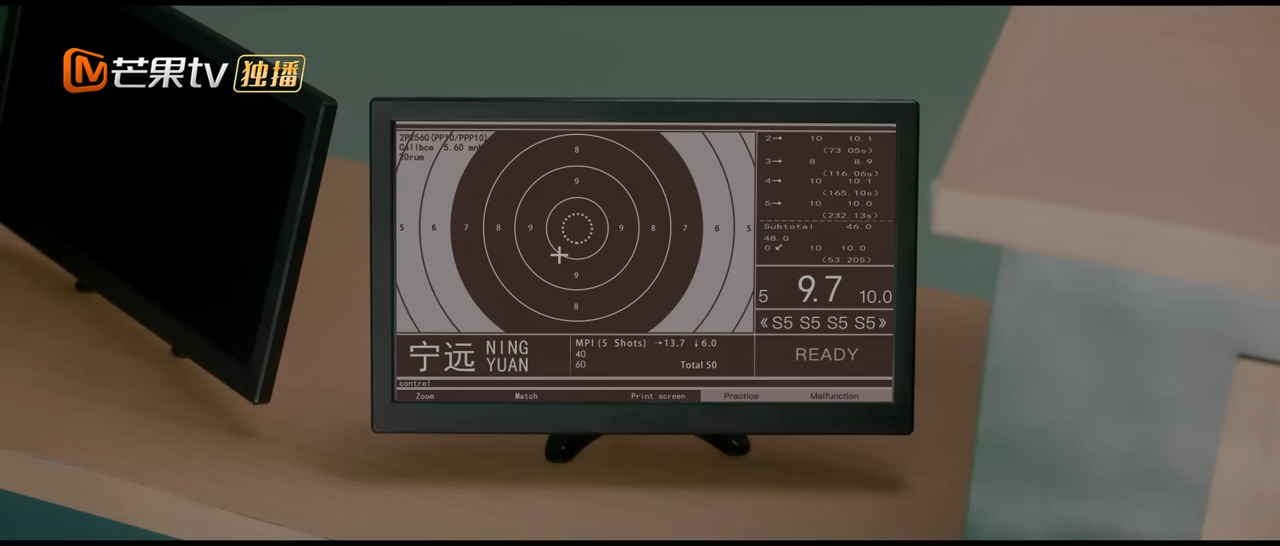 芒果tv 独播
2P2560(PP10/PPP10)
Callbce 5.60 mm
20rum
8
9
5 6 7 8 9 9 8 7 6 5
9
8
2→ 10 10.1
(73.05s)
3→ 8 8.9
(116.06s)
4→ 10 10.1
(165.10s)
5→ 10 10.0
(232.13s)
Subtotal 46.0
48.0
0↙ 10 10.0
(53.20S)
5 9.7 10.0
《S5 S5 S5 S5》
宁远 NING YUAN
MPI (5 Shots) →13.7 ↓6.0
40
60 Total 50
READY
control
Zoom Match Print screen Practice Malfunction